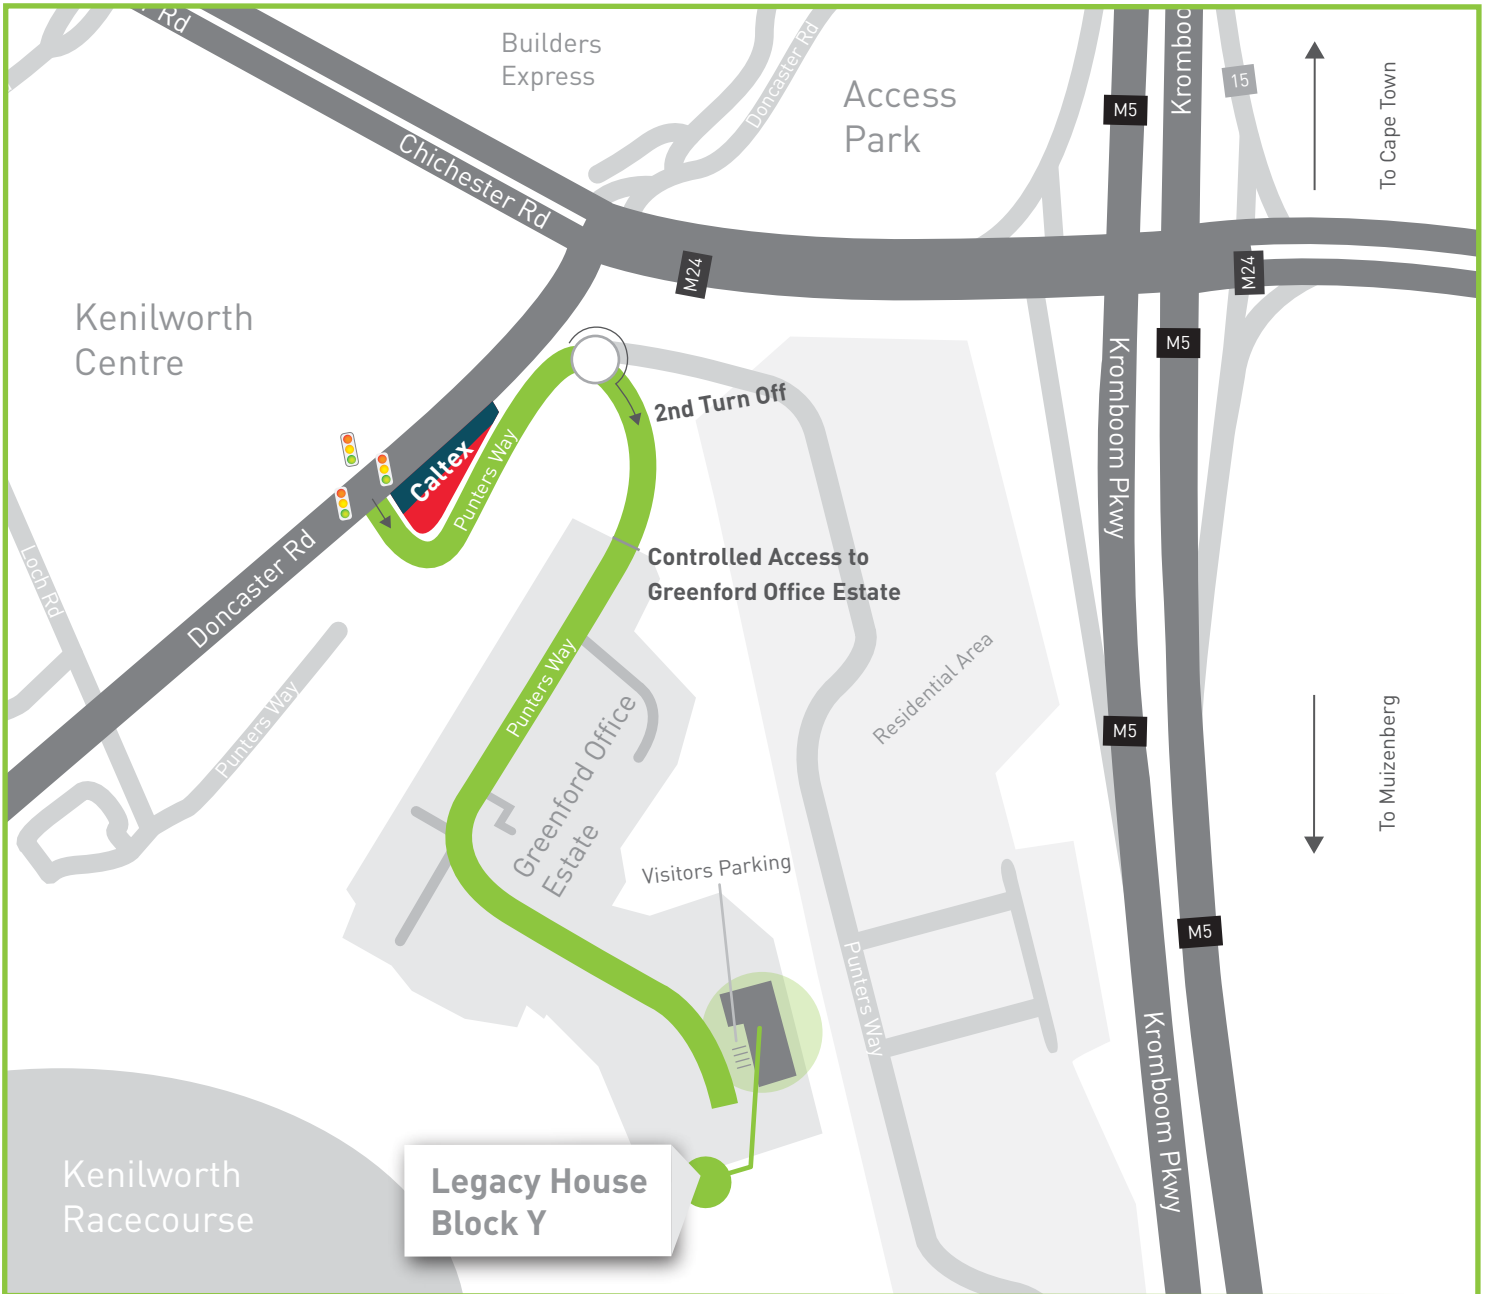 Rd
Builders
Express
Doncaster Rd
Access
Park
M5
Kromboo
15
To Cape Town
Chichester Rd
M24
M24
Kenilworth
Centre
Kromboom Pkwy
M5
2nd Turn Off
Caltex
Punters Way
Controlled Access to
Greenford Office Estate
Loch Rd
Doncaster Rd
Punters Way
Punters Way
Residential Area
Greenford Office
Estate
M5
To Muizenberg
Visitors Parking
M5
Punters Way
Kromboom Pkwy
Kenilworth
Racecourse
Legacy House
Block Y